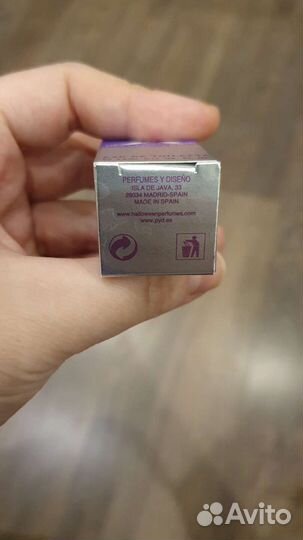 PERFUMES Y DISEÑO
ISLA DE JAVA, 33
28034 MADRID-SPAIN
MADE IN SPAIN
www.halloweenperfumes.com
www.pyd.es
Avito